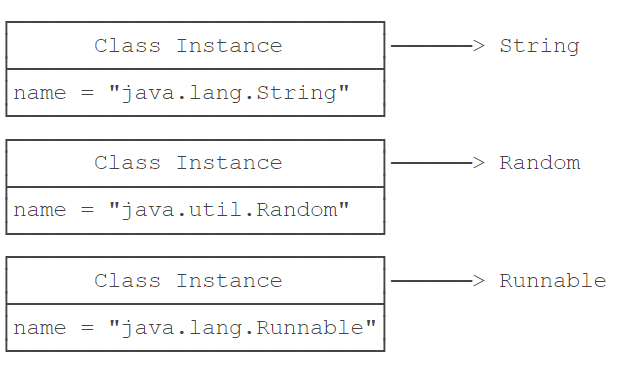 Class Instance String
name = "java.lang.String"
Class Instance Random
name = "java.util.Random"
Class Instance Runnable
name = "java.lang.Runnable"